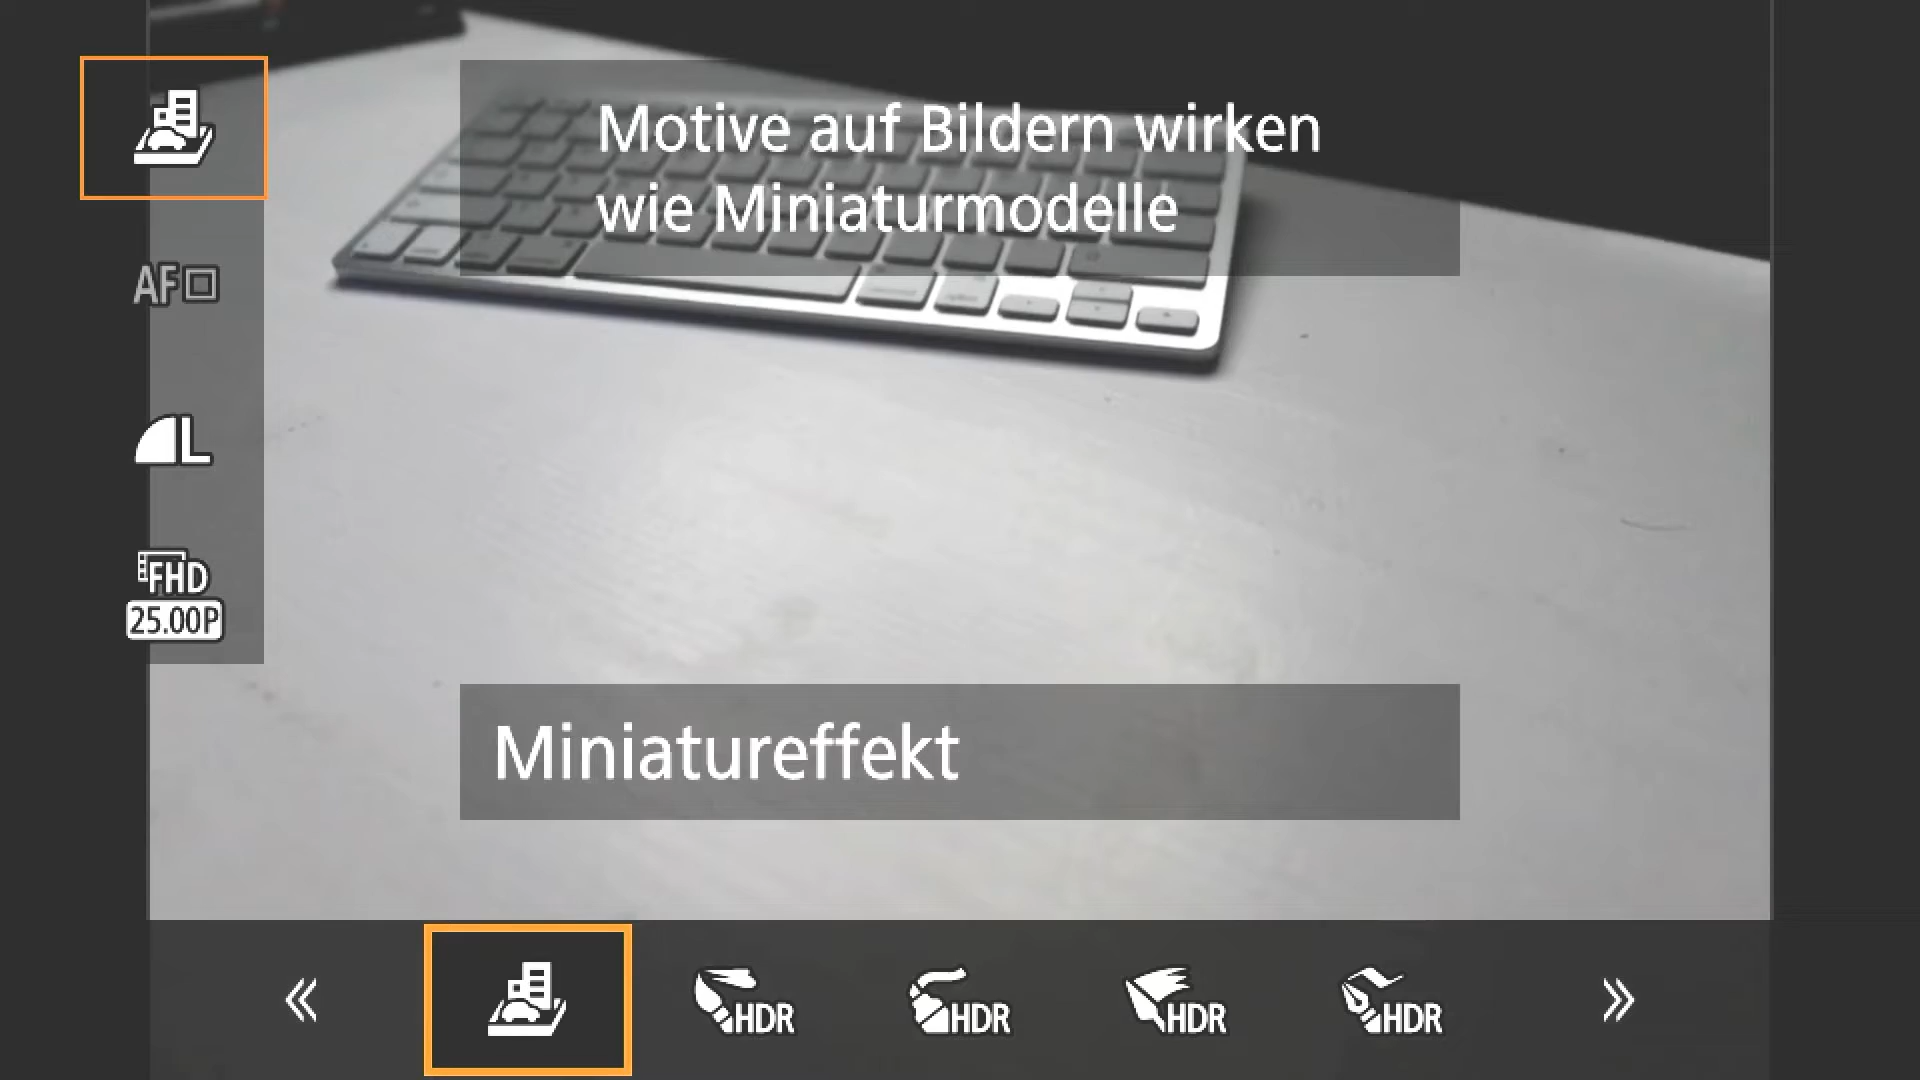 Motive auf Bildern wirken
wie Miniaturmodelle
AF
L
FHD
25.00P
Miniatureffekt
HDR
HDR
HDR
HDR